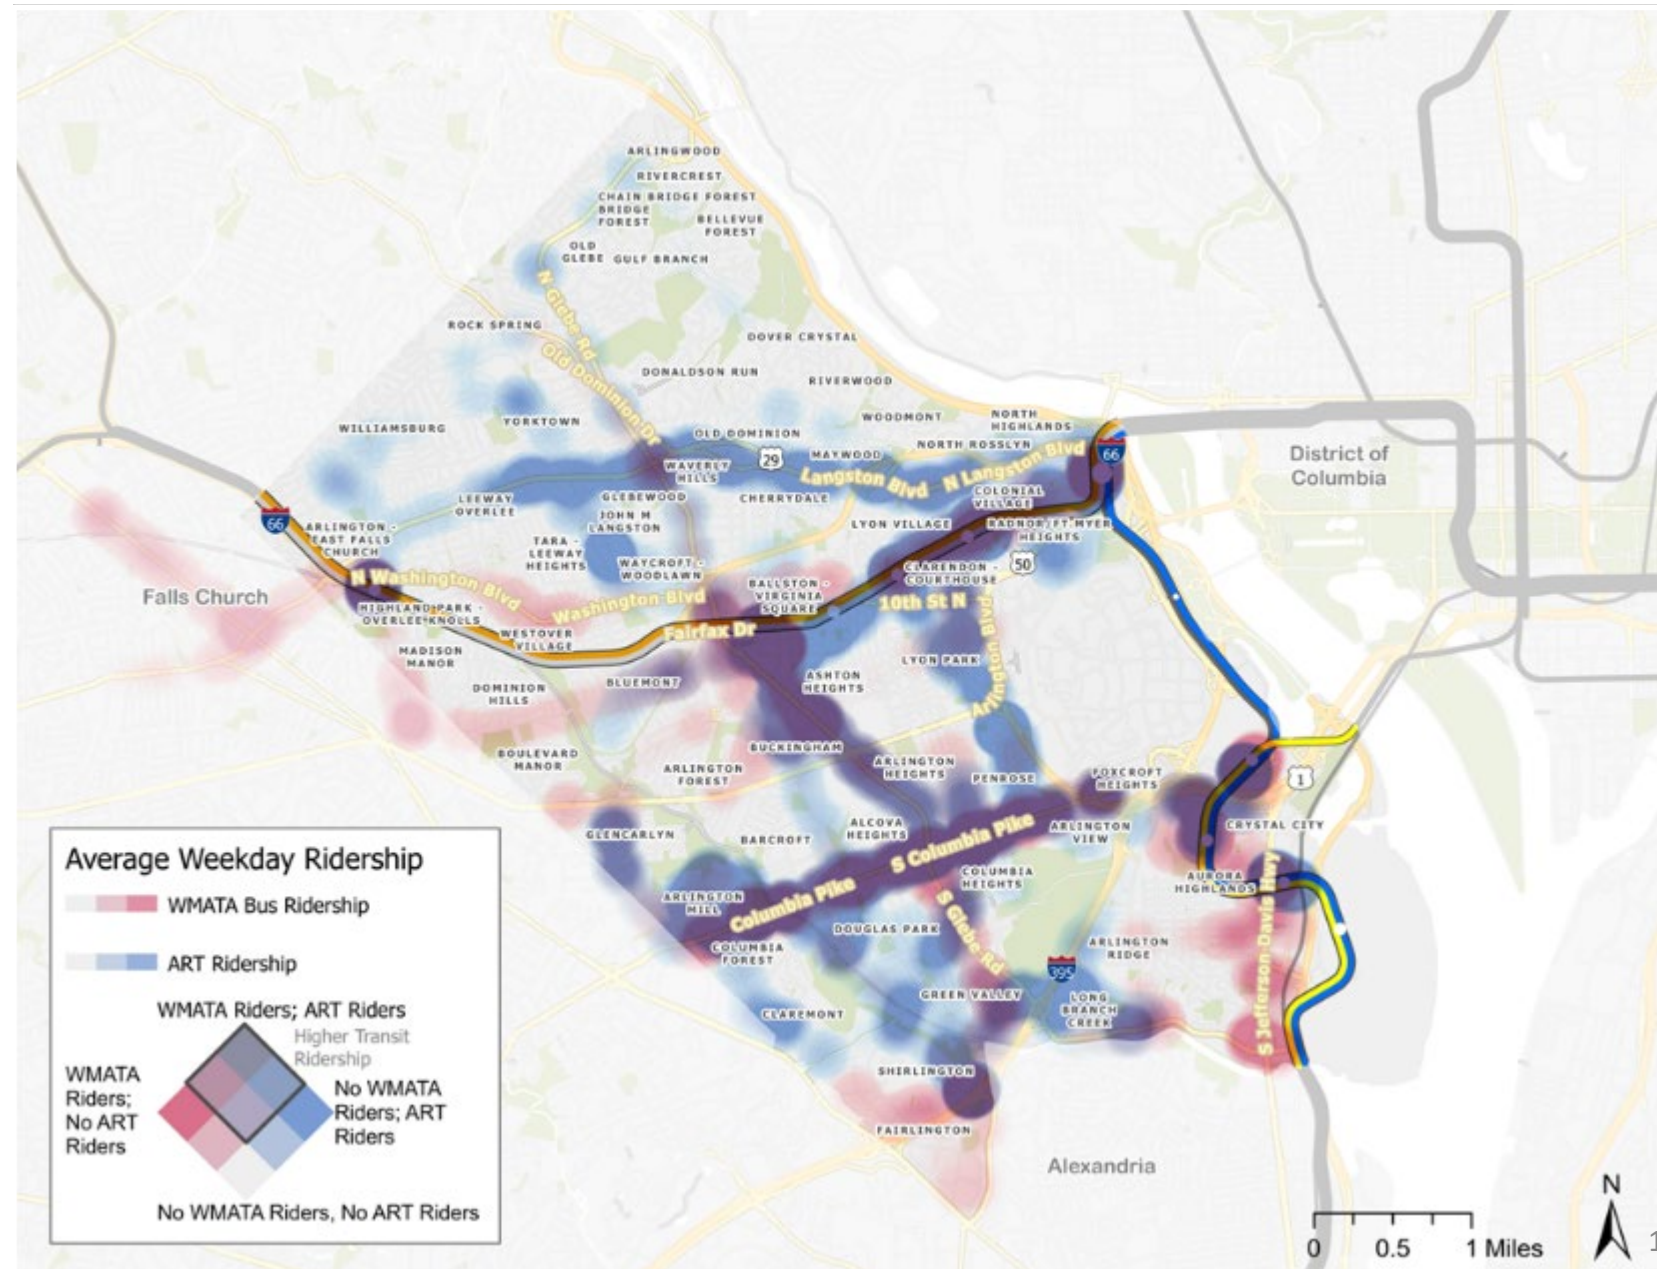 ARLINGWOOD
RIVERCREST
CHAIN BRIDGE FOREST
BRIDGE
FOREST
BELLEVUE
FOREST
OLD
GLEBE
GULF BRANCH
N Glebe Rd
ROCK SPRING
DOVER CRYSTAL
Old Dominion Dr
DONALDSON RUN
RIVERWOOD
WILLIAMSBURG
YORKTOWN
WOODMONT
NORTH
HIGHLANDS
OLD DOMINION
NORTH ROSSLYN
MAYWOOD
29
66
WAVERLY
HILLS
Langston Blvd
N Langston Blvd
District of
Columbia
LEEWAY
OVERLEE
GLEBEWOOD
CHERRYDALE
COLONIAL
VILLAGE
JOHN M
LANGSTON
LYON VILLAGE
RADNOR/FT MYER
HEIGHTS
66
ARLINGTON -
EAST FALLS
CHURCH
TARA -
LEEWAY
HEIGHTS
WAYCROFT -
WOODLAWN
CLARENDON -
COURTHOUSE
50
Falls Church
N Washington Blvd
Washington Blvd
BALLSTON -
VIRGINIA
SQUARE
10th St N
HIGHLAND PARK -
OVERLEE KNOLLS
WESTOVER
VILLAGE
Fairfax Dr
MADISON
MANOR
LYON PARK
Arlington Blvd
ASHTON
HEIGHTS
DOMINION
HILLS
BLUEMONT
BOULEVARD
MANOR
BUCKINGHAM
ARLINGTON
FOREST
ARLINGTON
HEIGHTS
PENROSE
FOXCROFT
HEIGHTS
1
GLENCARLYN
BARCROFT
ALCOVA
HEIGHTS
S Columbia Pike
ARLINGTON
VIEW
CRYSTAL CITY
COLUMBIA
HEIGHTS
AURORA
HIGHLANDS
ARLINGTON
MILL
Columbia Pike
S Glebe Rd
S Jefferson-Davis Hwy
DOUGLAS PARK
COLUMBIA
FOREST
ARLINGTON
RIDGE
395
GREEN VALLEY
LONG
BRANCH
CREEK
CLAREMONT
SHIRLINGTON
FAIRLINGTON
Alexandria
Average Weekday Ridership
WMATA Bus Ridership
ART Ridership
WMATA Riders; ART Riders
Higher Transit
Ridership
WMATA
Riders;
No ART
Riders
No WMATA
Riders; ART
Riders
No WMATA Riders, No ART Riders
N
0 0.5 1 Miles
1